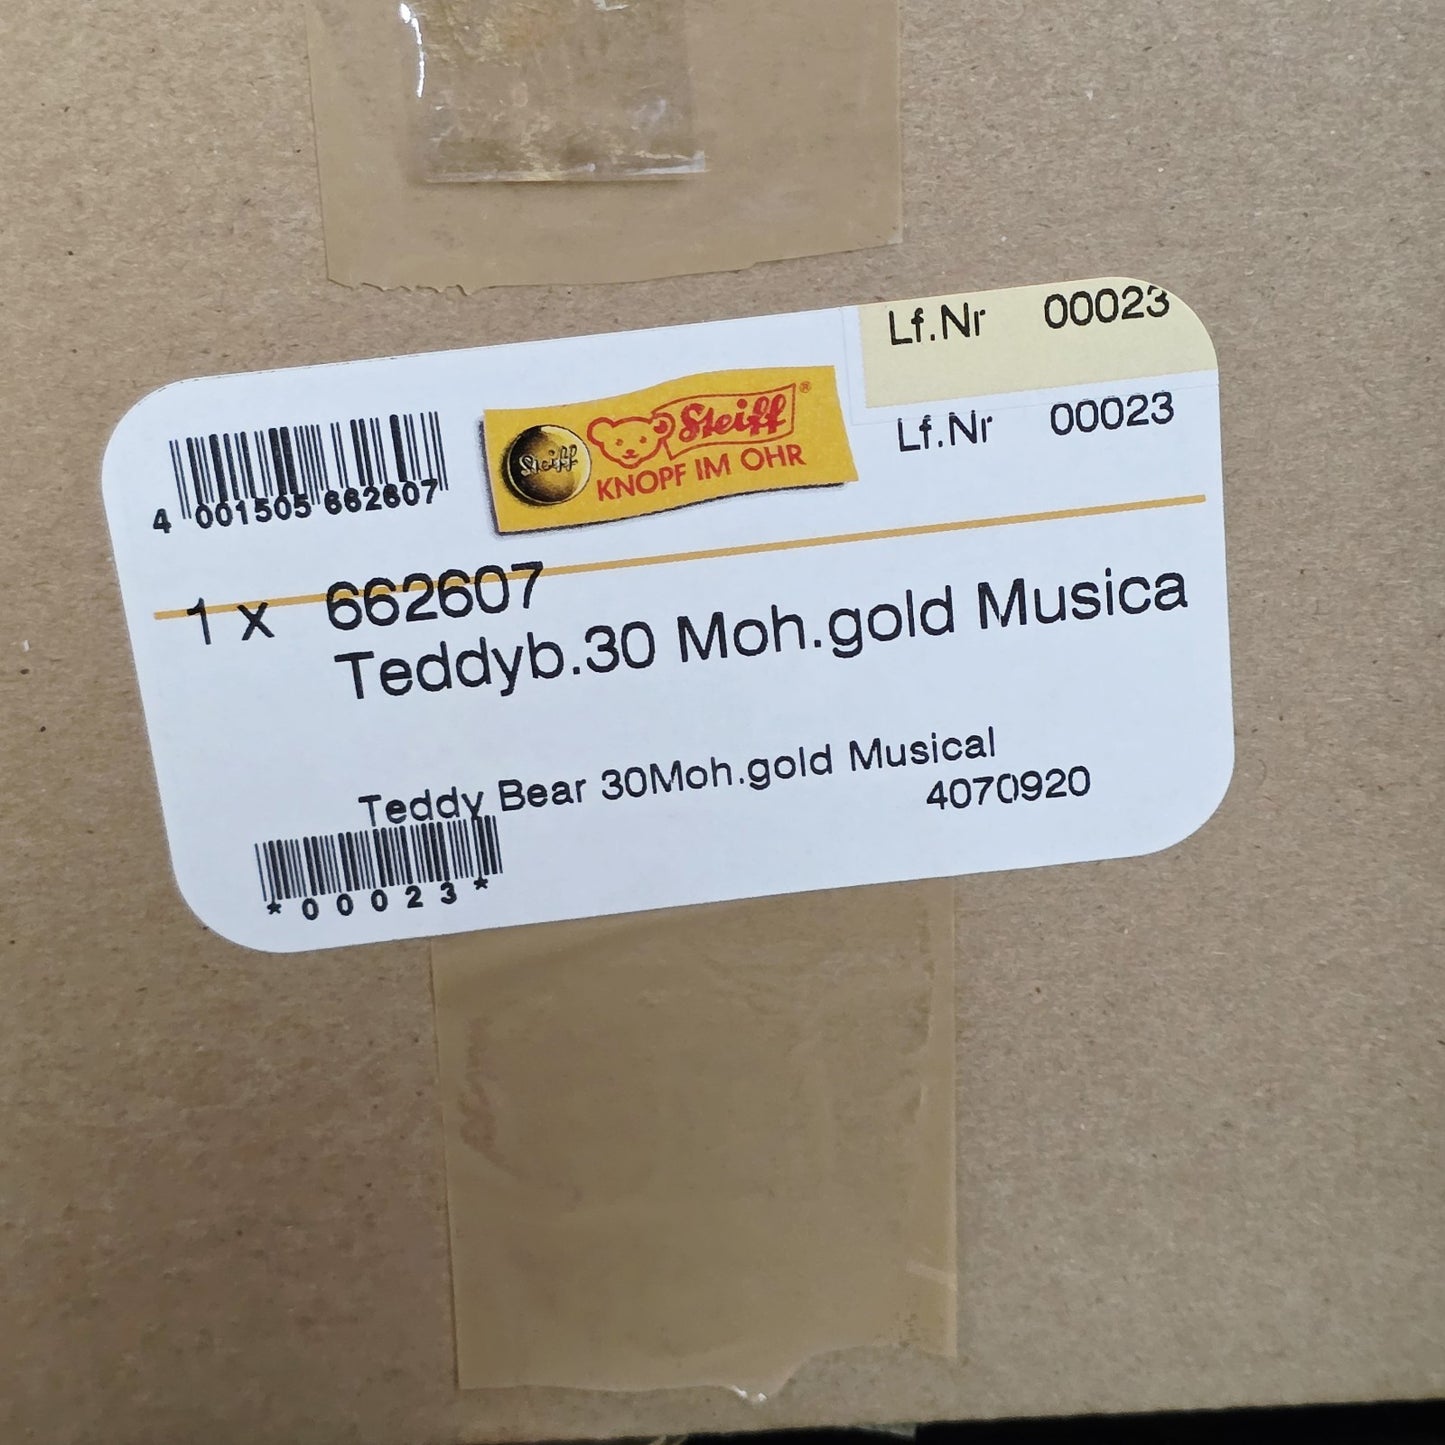 Lf.Nr 00023
Lf.Nr 00023
Steiff
Steiff®
KNOPF IM OHR
4 001505 662607
1 x 662607
Teddyb.30 Moh.gold Musica
Teddy Bear 30Moh.gold Musical
4070920
*00023*